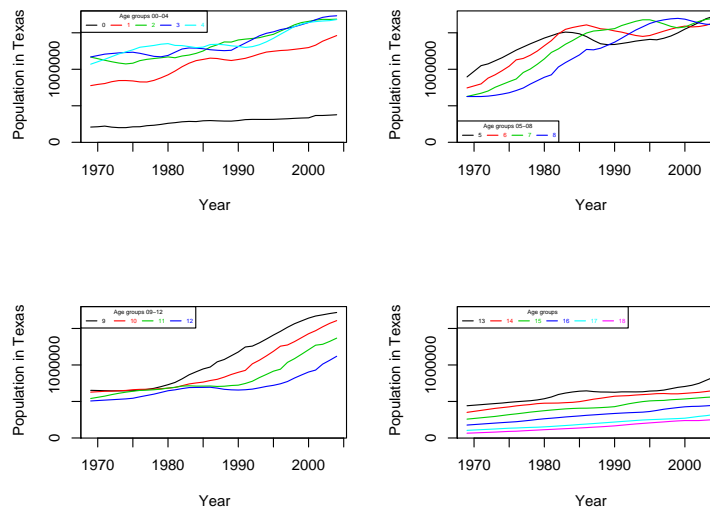 Age groups 00–04
0 1 2 3 4
Population in Texas
0 1000000
1970 1980 1990 2000
Year
Age groups 05–08
5 6 7 8
Population in Texas
0 1000000
1970 1980 1990 2000
Year
Age groups 09–12
9 10 11 12
Population in Texas
0 1000000
1970 1980 1990 2000
Year
Age groups
13 14 15 16 17 18
Population in Texas
0 1000000
1970 1980 1990 2000
Year